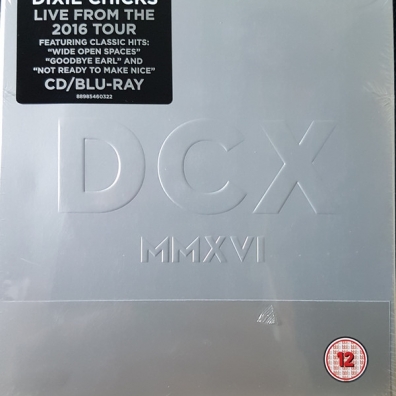 DIXIE CHICKS
LIVE FROM THE
2016 TOUR
FEATURING CLASSIC HITS:
"WIDE OPEN SPACES"
"GOODBYE EARL" AND
"NOT READY TO MAKE NICE"
CD/BLU-RAY
88985460322
DCX
MMXVI
12